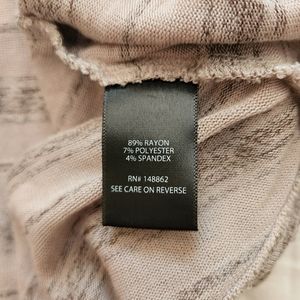 89% RAYON
7% POLYESTER
4% SPANDEX
RN# 148862
SEE CARE ON REVERSE